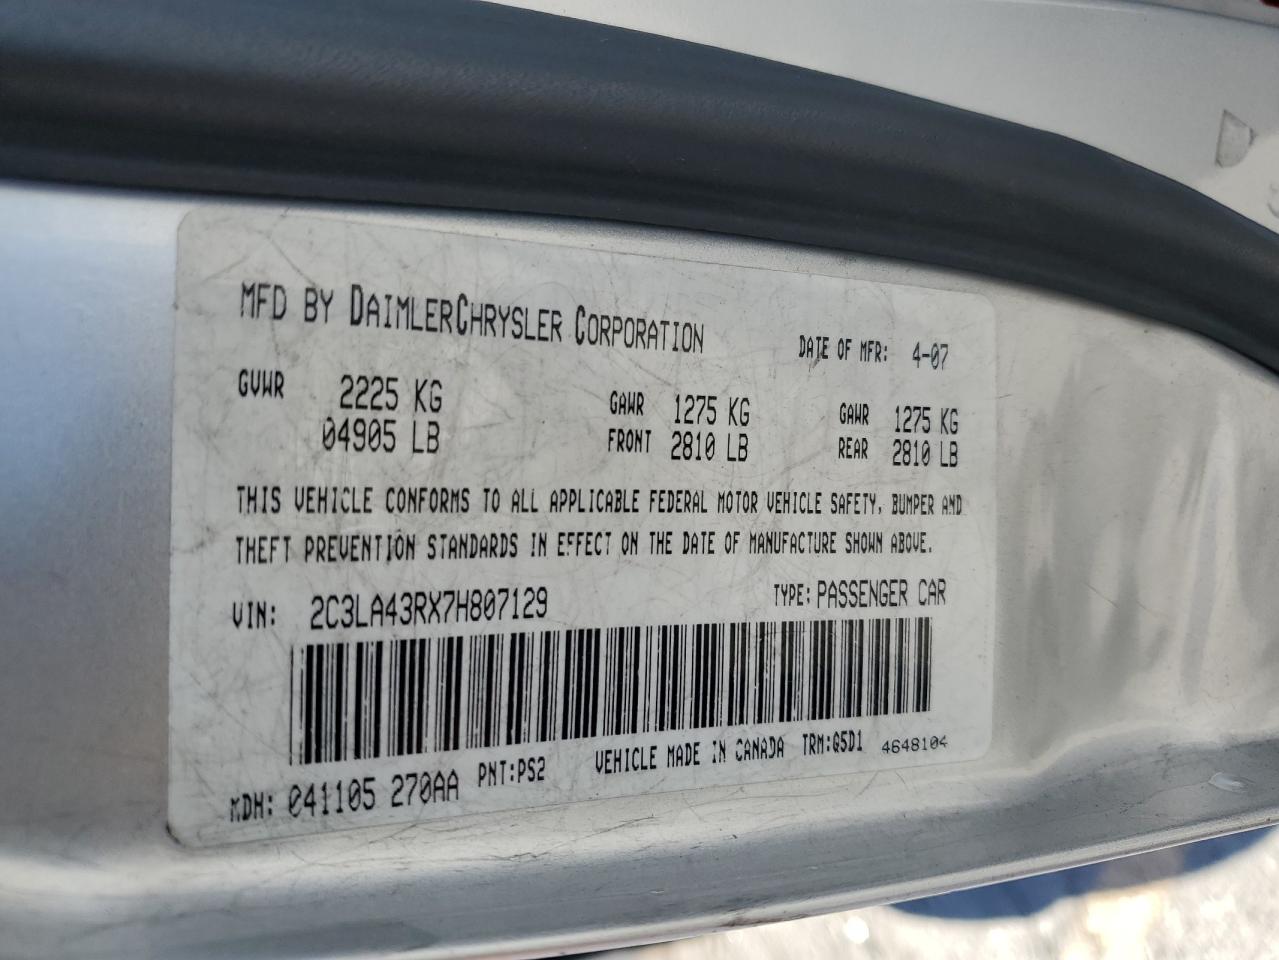 MFD BY DAIMLERCHRYSLER CORPORATION DATE OF MFR: 4-07
GVWR 2225 KG GAWR 1275 KG GAWR 1275 KG
04905 LB FRONT 2810 LB REAR 2810 LB
THIS VEHICLE CONFORMS TO ALL APPLICABLE FEDERAL MOTOR VEHICLE SAFETY, BUMPER AND
THEFT PREVENTION STANDARDS IN EFFECT ON THE DATE OF MANUFACTURE SHOWN ABOVE.
VIN: 2C3LA43RX7H807129 TYPE: PASSENGER CAR
MDH: 041105 270AA PNT: PS2 VEHICLE MADE IN CANADA TRM: Q5D1 4648104